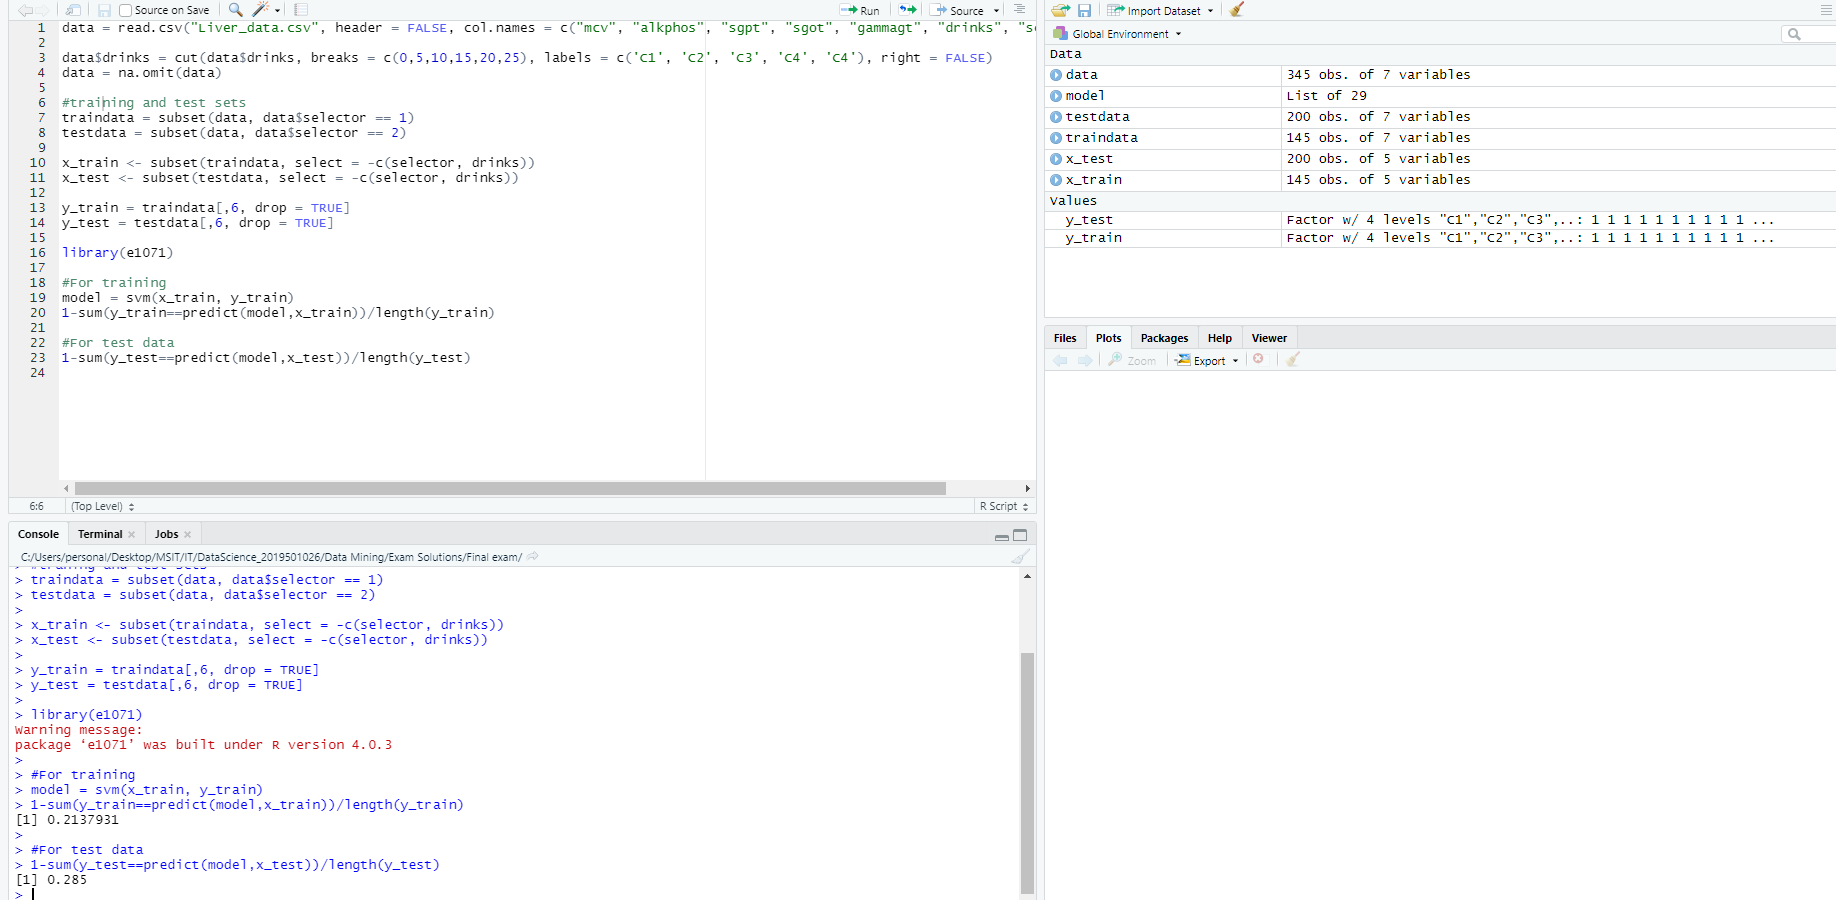 Source on Save
Run
Source
1 data = read.csv("Liver_data.csv", header = FALSE, col.names = c("mcv", "alkphos", "sgpt", "sgot", "gammagt", "drinks",
2
3 data$drinks = cut(data$drinks, breaks = c(0,5,10,15,20,25), labels = c('C1', 'C2', 'C3', 'C4', 'C4'), right = FALSE)
4 data = na.omit(data)
5
6 #training and test sets
7 traindata = subset(data, data$selector == 1)
8 testdata = subset(data, data$selector == 2)
9
10 x_train <- subset(traindata, select = -c(selector, drinks))
11 x_test <- subset(testdata, select = -c(selector, drinks))
12
13 y_train = traindata[,6, drop = TRUE]
14 y_test = testdata[,6, drop = TRUE]
15
16 library(e1071)
17
18 #For training
19 model = svm(x_train, y_train)
20 1-sum(y_train==predict(model,x_train))/length(y_train)
21
22 #For test data
23 1-sum(y_test==predict(model,x_test))/length(y_test)
24
6:6 (Top Level) R Script
Console Terminal Jobs
C:/Users/personal/Desktop/MSIT/IT/DataScience_2019501026/Data Mining/Exam Solutions/Final exam/
> traindata = subset(data, data$selector == 1)
> testdata = subset(data, data$selector == 2)
>
> x_train <- subset(traindata, select = -c(selector, drinks))
> x_test <- subset(testdata, select = -c(selector, drinks))
>
> y_train = traindata[,6, drop = TRUE]
> y_test = testdata[,6, drop = TRUE]
>
> library(e1071)
Warning message:
package ‘e1071’ was built under R version 4.0.3
>
> #For training
> model = svm(x_train, y_train)
> 1-sum(y_train==predict(model,x_train))/length(y_train)
[1] 0.2137931
>
> #For test data
> 1-sum(y_test==predict(model,x_test))/length(y_test)
[1] 0.285
>
Import Dataset
Global Environment
Data
data 345 obs. of 7 variables
model List of 29
testdata 200 obs. of 7 variables
traindata 145 obs. of 7 variables
x_test 200 obs. of 5 variables
x_train 145 obs. of 5 variables
Values
y_test Factor w/ 4 levels "C1","C2","C3",..: 1 1 1 1 1 1 1 1 1 1 ...
y_train Factor w/ 4 levels "C1","C2","C3",..: 1 1 1 1 1 1 1 1 1 1 ...
Files Plots Packages Help Viewer
Zoom Export